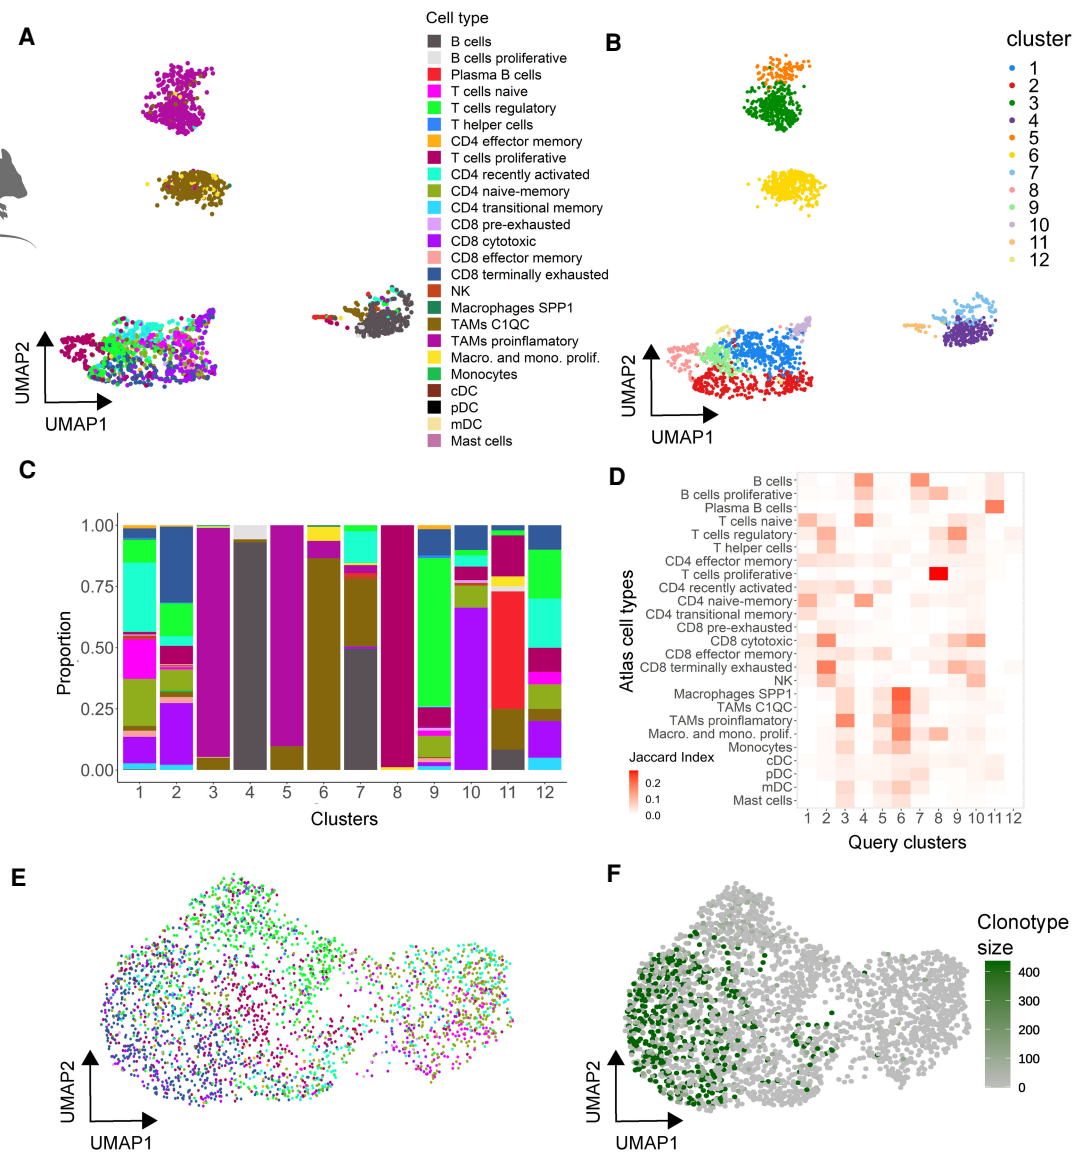 A
Cell type
B cells
B cells proliferative
Plasma B cells
T cells naive
T cells regulatory
T helper cells
CD4 effector memory
T cells proliferative
CD4 recently activated
CD4 naive-memory
CD4 transitional memory
CD8 pre-exhausted
CD8 cytotoxic
CD8 effector memory
CD8 terminally exhausted
NK
Macrophages SPP1
TAMs C1QC
TAMs proinflamatory
Macro. and mono. prolif.
Monocytes
cDC
pDC
mDC
Mast cells
UMAP2
UMAP1
B
cluster
1
2
3
4
5
6
7
8
9
10
11
12
UMAP2
UMAP1
C
Proportion
1.00
0.75
0.50
0.25
0.00
1 2 3 4 5 6 7 8 9 10 11 12
Clusters
D
Atlas cell types
B cells
B cells proliferative
Plasma B cells
T cells naive
T cells regulatory
T helper cells
CD4 effector memory
T cells proliferative
CD4 recently activated
CD4 naive-memory
CD4 transitional memory
CD8 pre-exhausted
CD8 cytotoxic
CD8 effector memory
CD8 terminally exhausted
NK
Macrophages SPP1
TAMs C1QC
TAMs proinflamatory
Macro. and mono. prolif.
Monocytes
cDC
pDC
mDC
Mast cells
Jaccard Index
0.2
0.1
0.0
1 2 3 4 5 6 7 8 9 10 11 12
Query clusters
E
UMAP2
UMAP1
F
Clonotype
size
400
300
200
100
0
UMAP2
UMAP1